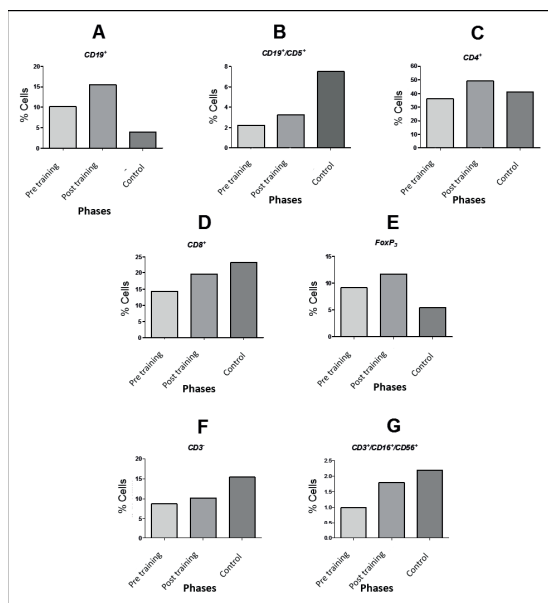 A
CD19+
% Cells
20
15
10
5
0
Pre training
Post training
Control
Phases
B
CD19+/CD5+
% Cells
8
6
4
2
0
Pre training
Post training
Control
Phases
C
CD4+
% Cells
60
50
40
30
20
10
0
Pre training
Post training
Control
Phases
D
CD8+
% Cells
25
20
15
10
5
0
Pre training
Post training
Control
Phases
E
FoxP3
% Cells
15
10
5
0
Pre training
Post training
Control
Phases
F
CD3-
% Cells
20
15
10
5
0
Pre training
Post training
Control
Phases
G
CD3+/CD16+/CD56+
% Cells
2.5
2.0
1.5
1.0
0.5
0.0
Pre training
Post training
Control
Phases